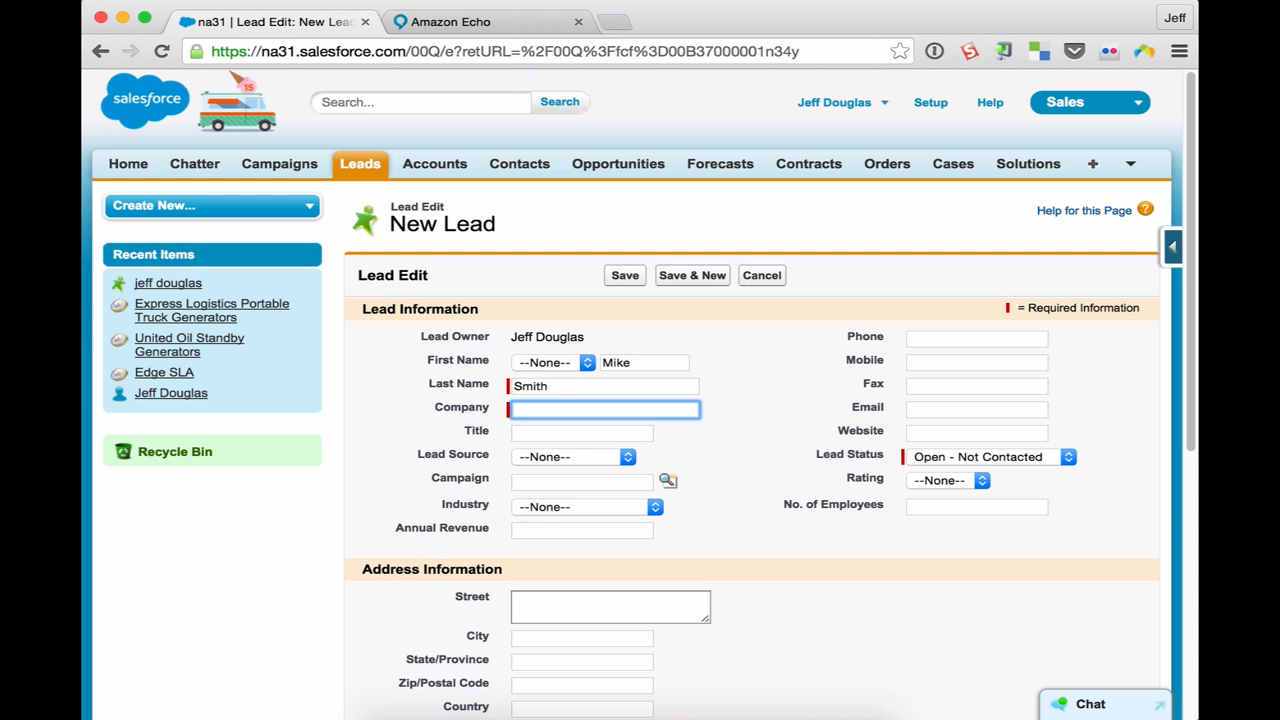 na31 | Lead Edit: New Lea
Amazon Echo
Jeff
https://na31.salesforce.com/00Q/e?retURL=%2F00Q%3Ffcf%3D00B37000001n34y
salesforce
15
Search...
Search
Jeff Douglas
Setup
Help
Sales
Home
Chatter
Campaigns
Leads
Accounts
Contacts
Opportunities
Forecasts
Contracts
Orders
Cases
Solutions
+
Create New...
Recent Items
jeff douglas
Express Logistics Portable
Truck Generators
United Oil Standby
Generators
Edge SLA
Jeff Douglas
Recycle Bin
Lead Edit
New Lead
Help for this Page ?
Lead Edit
Save
Save & New
Cancel
Lead Information
= Required Information
Lead Owner Jeff Douglas
Phone
First Name --None-- Mike
Mobile
Last Name Smith
Fax
Company
Email
Title
Website
Lead Source --None--
Lead Status Open - Not Contacted
Campaign
Rating --None--
Industry --None--
No. of Employees
Annual Revenue
Address Information
Street
City
State/Province
Zip/Postal Code
Country
Chat